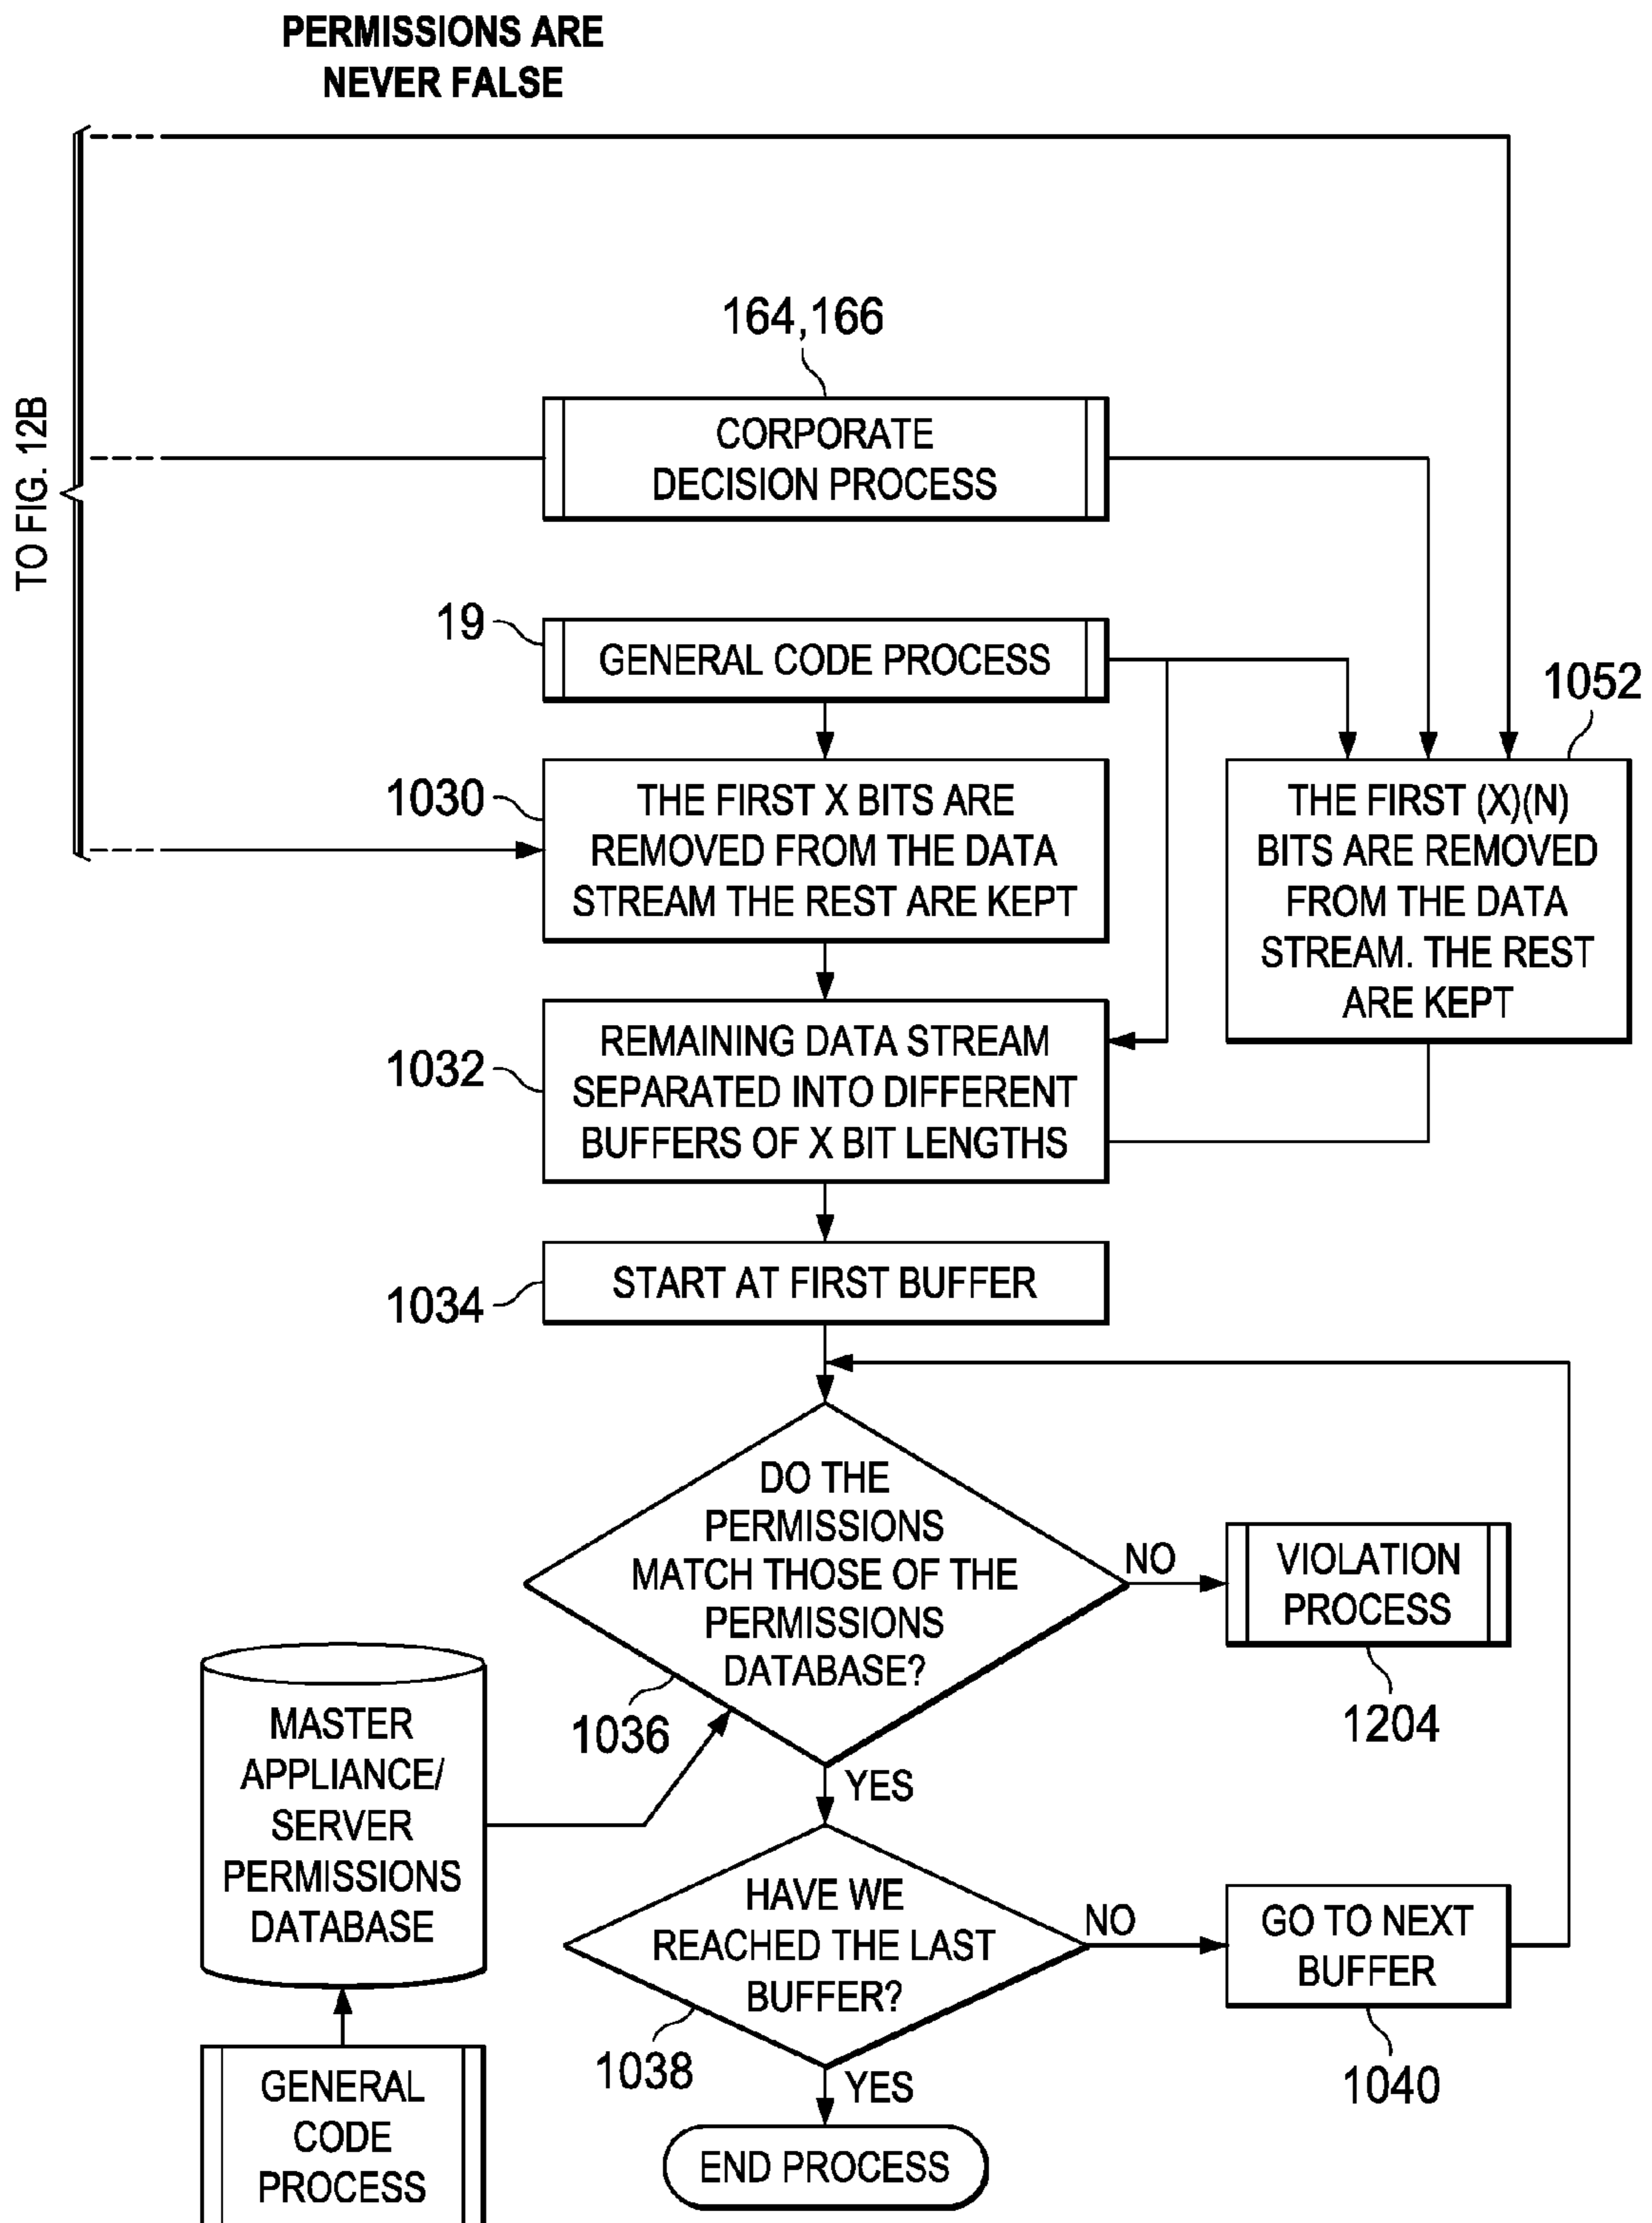 PERMISSIONS ARE
NEVER FALSE
TO FIG. 12B
164,166
CORPORATE
DECISION PROCESS
19
GENERAL CODE PROCESS
1052
1030
THE FIRST X BITS ARE
REMOVED FROM THE DATA
STREAM THE REST ARE KEPT
THE FIRST (X)(N)
BITS ARE REMOVED
FROM THE DATA
STREAM. THE REST
ARE KEPT
1032
REMAINING DATA STREAM
SEPARATED INTO DIFFERENT
BUFFERS OF X BIT LENGTHS
1034
START AT FIRST BUFFER
DO THE
PERMISSIONS
MATCH THOSE OF THE
PERMISSIONS
DATABASE?
1036
NO
VIOLATION
PROCESS
1204
MASTER
APPLIANCE/
SERVER
PERMISSIONS
DATABASE
YES
HAVE WE
REACHED THE LAST
BUFFER?
1038
NO
GO TO NEXT
BUFFER
1040
YES
GENERAL
CODE
PROCESS
END PROCESS